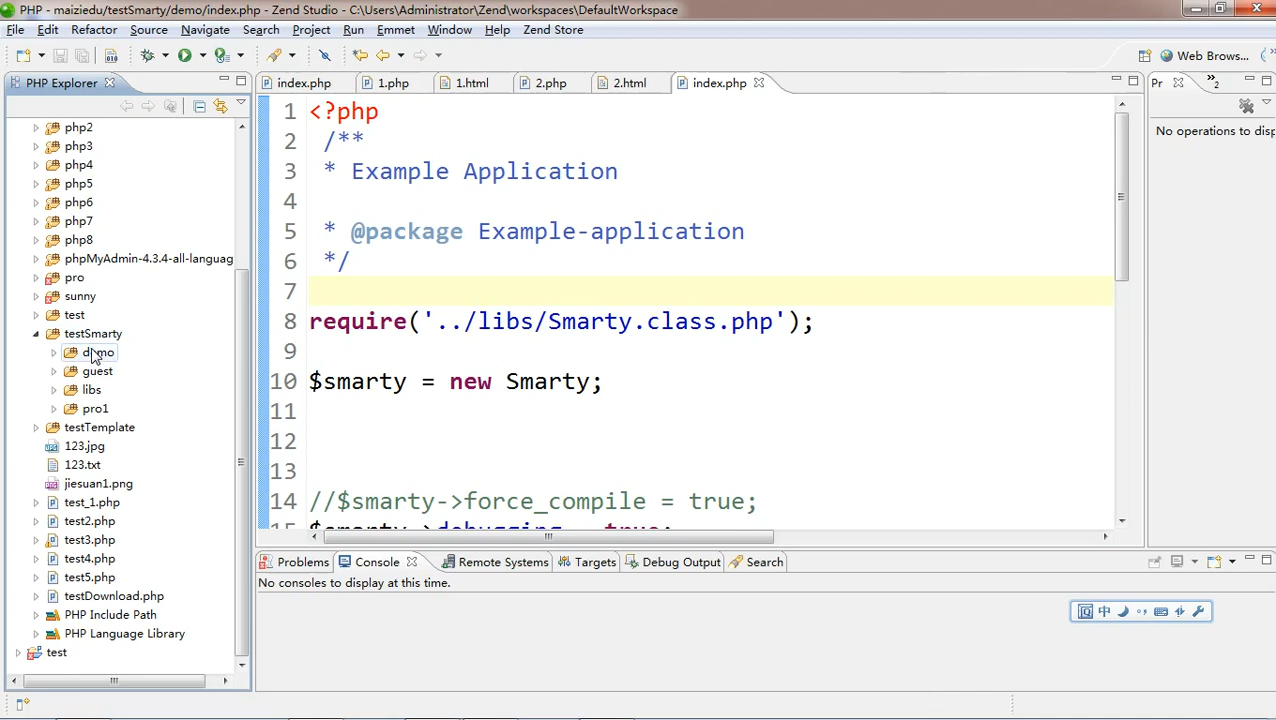 PHP - maiziedu/testSmarty/demo/index.php - Zend Studio - C:\Users\Administrator\Zend\workspaces\DefaultWorkspace
File Edit Refactor Source Navigate Search Project Run Emmet Window Help Zend Store
Web Brows...
PHP Explorer
index.php 1.php 1.html 2.php 2.html index.php
Pr
2
No operations to disp
php2
php3
php4
php5
php6
php7
php8
phpMyAdmin-4.3.4-all-languag
pro
sunny
test
testSmarty
demo
guest
libs
pro1
testTemplate
123.jpg
123.txt
jiesuan1.png
test_1.php
test2.php
test3.php
test4.php
test5.php
testDownload.php
PHP Include Path
PHP Language Library
test
1 <?php
2 /**
3 * Example Application
4
5 * @package Example-application
6 */
7
8 require('../libs/Smarty.class.php');
9
10 $smarty = new Smarty;
11
12
13
14 //$smarty->force_compile = true;
15 $smarty->debugging = true;
Problems Console Remote Systems Targets Debug Output Search
No consoles to display at this time.
中